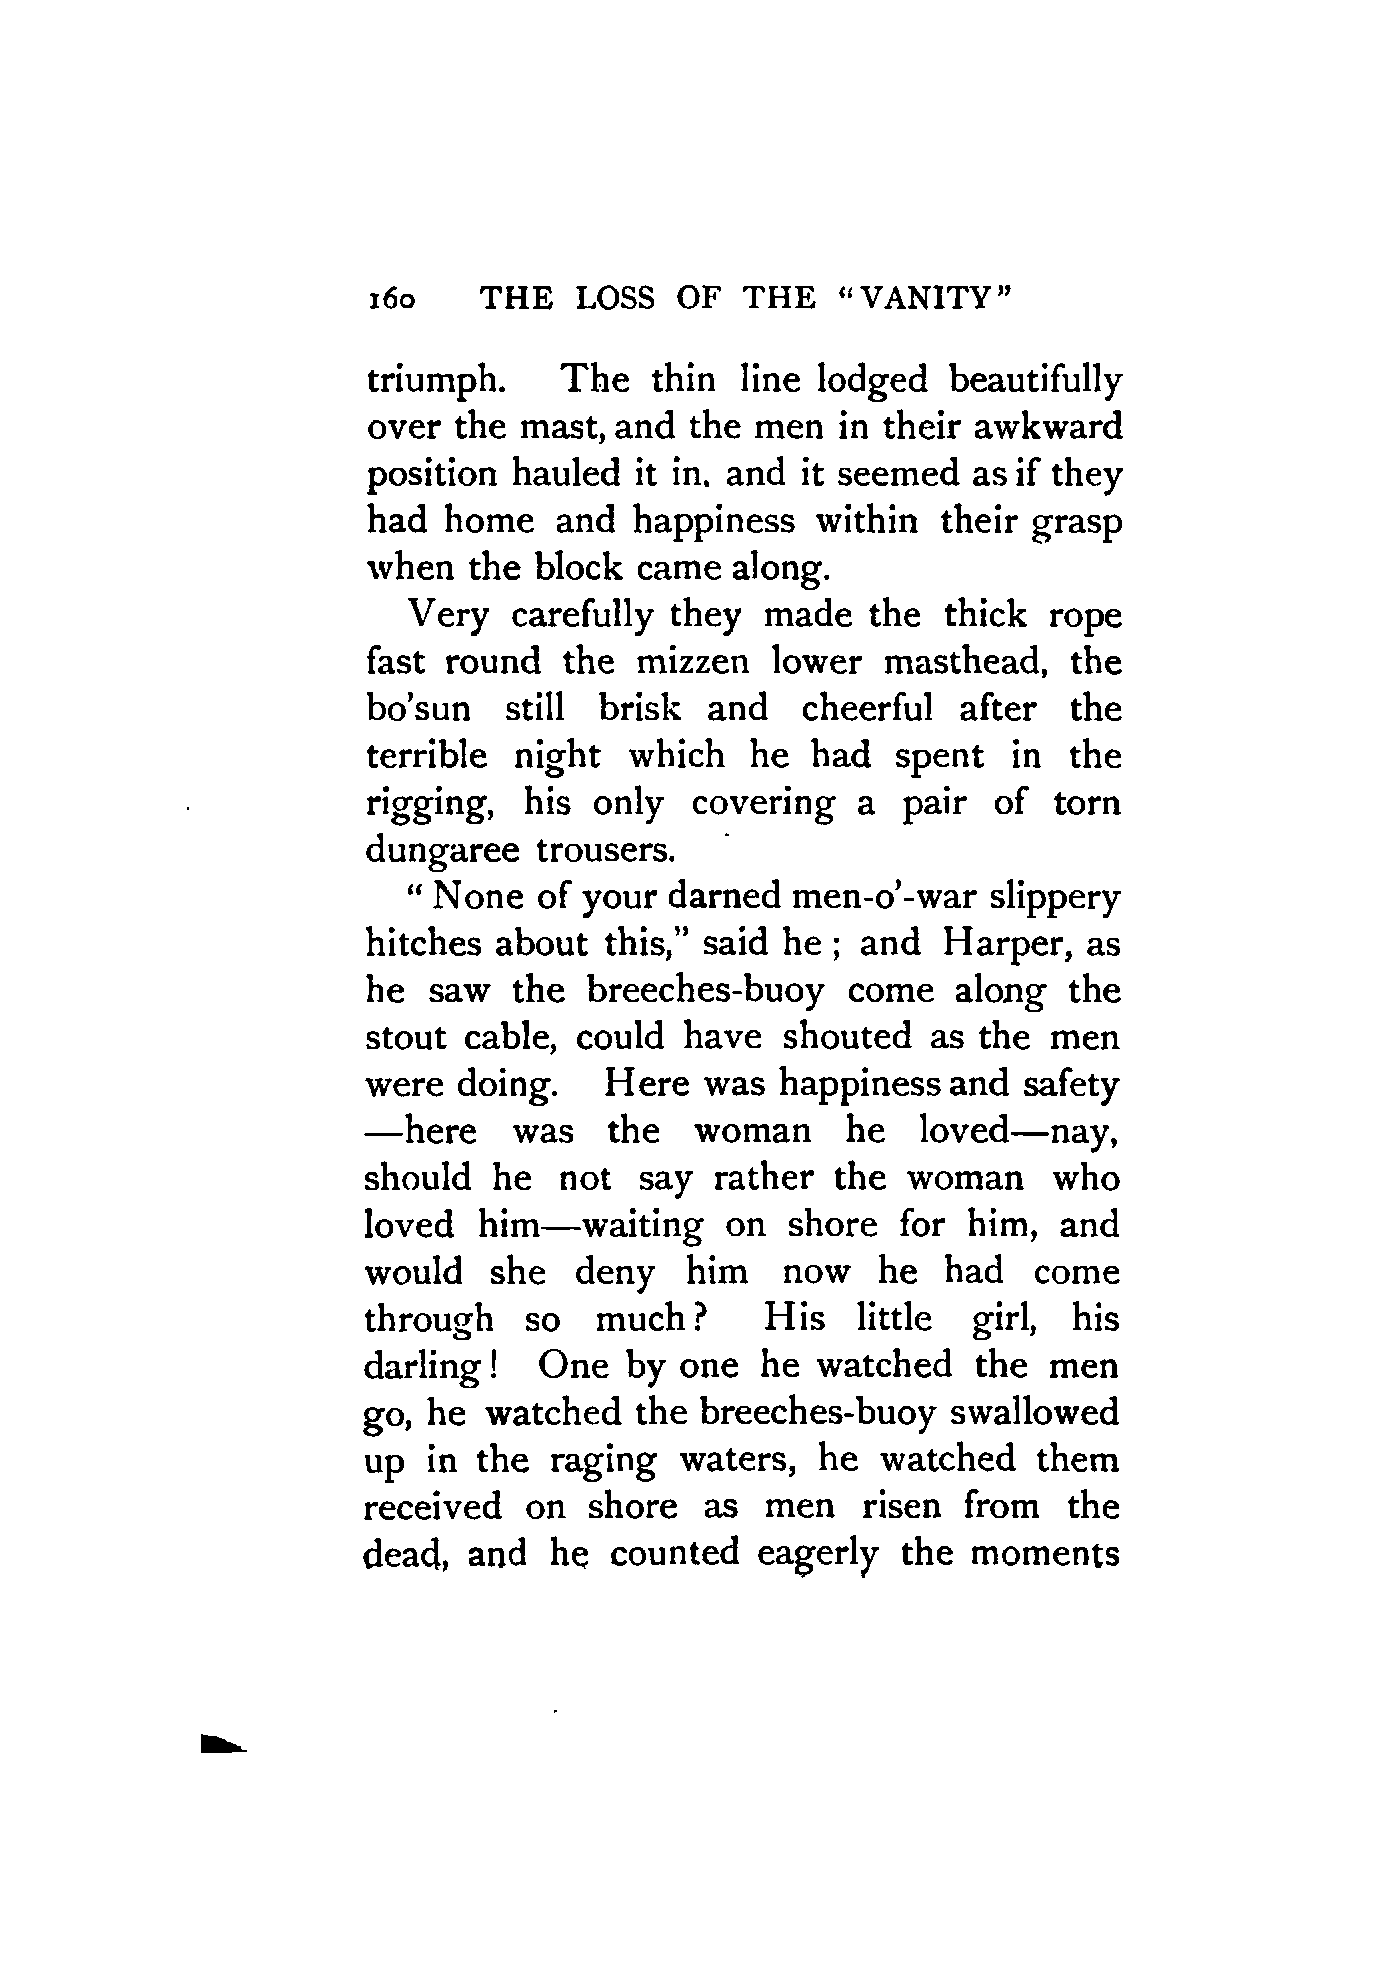 160 THE LOSS OF THE "VANITY"
triumph. The thin line lodged beautifully
over the mast, and the men in their awkward
position hauled it in, and it seemed as if they
had home and happiness within their grasp
when the block came along.
Very carefully they made the thick rope
fast round the mizzen lower masthead, the
bo'sun still brisk and cheerful after the
terrible night which he had spent in the
rigging, his only covering a pair of torn
dungaree trousers.
" None of your darned men-o'-war slippery
hitches about this," said he ; and Harper, as
he saw the breeches-buoy come along the
stout cable, could have shouted as the men
were doing. Here was happiness and safety
—here was the woman he loved—nay,
should he not say rather the woman who
loved him—waiting on shore for him, and
would she deny him now he had come
through so much ? His little girl, his
darling ! One by one he watched the men
go, he watched the breeches-buoy swallowed
up in the raging waters, he watched them
received on shore as men risen from the
dead, and he counted eagerly the moments